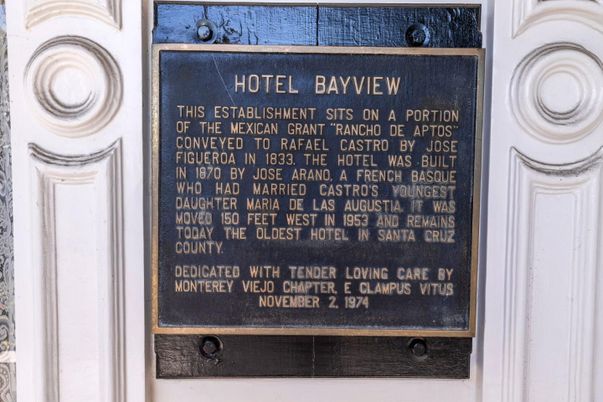 HOTEL BAYVIEW
THIS ESTABLISHMENT SITS ON A PORTION
OF THE MEXICAN GRANT "RANCHO DE APTOS"
CONVEYED TO RAFAEL CASTRO BY JOSE
FIGUEROA IN 1833. THE HOTEL WAS BUILT
IN 1870 BY JOSE ARANO, A FRENCH BASQUE
WHO HAD MARRIED CASTRO'S YOUNGEST
DAUGHTER MARIA DE LAS AUGUSTIA. IT WAS
MOVED 150 FEET WEST IN 1953 AND REMAINS
TODAY THE OLDEST HOTEL IN SANTA CRUZ
COUNTY.
DEDICATED WITH TENDER LOVING CARE BY
MONTEREY VIEJO CHAPTER, E CLAMPUS VITUS,
NOVEMBER 2, 1974